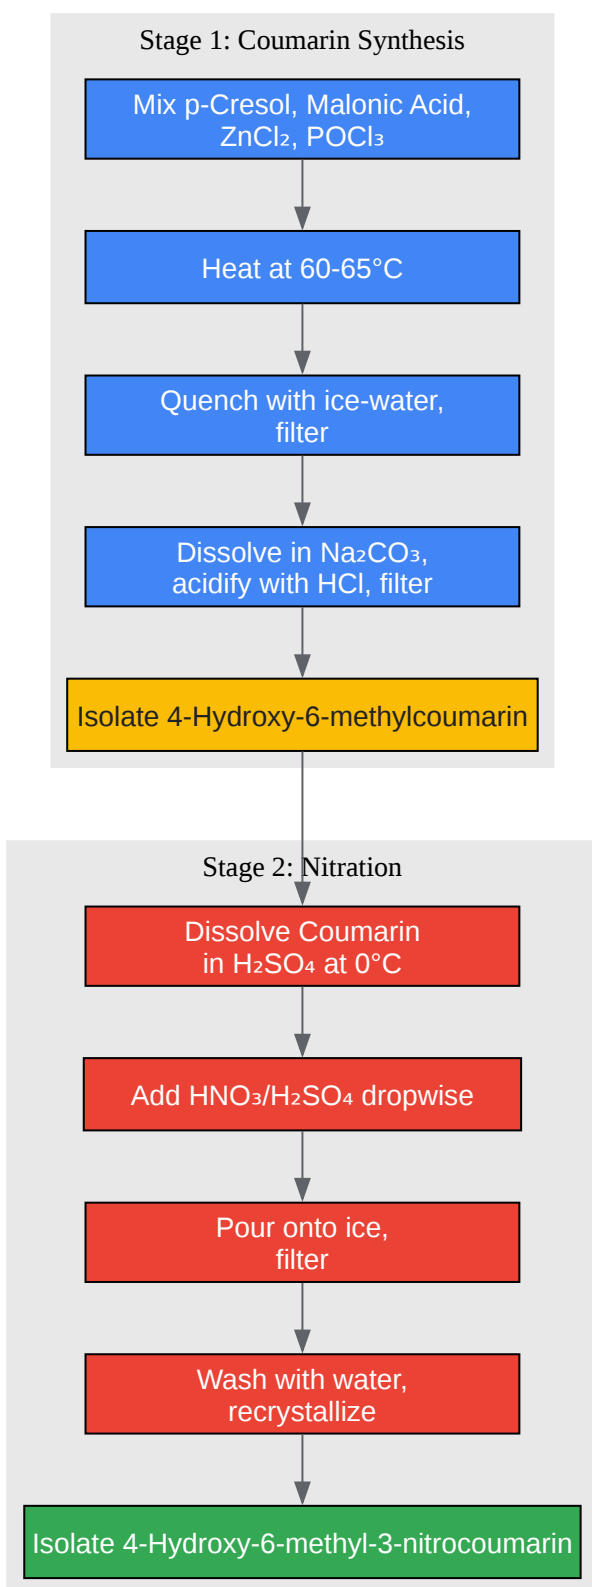 Stage 1: Coumarin Synthesis
Mix p-Cresol, Malonic Acid,
ZnCl₂, POCl₃
Heat at 60-65°C
Quench with ice-water,
filter
Dissolve in Na₂CO₃,
acidify with HCl, filter
Isolate 4-Hydroxy-6-methylcoumarin
Stage 2: Nitration
Dissolve Coumarin
in H₂SO₄ at 0°C
Add HNO₃/H₂SO₄ dropwise
Pour onto ice,
filter
Wash with water,
recrystallize
Isolate 4-Hydroxy-6-methyl-3-nitrocoumarin